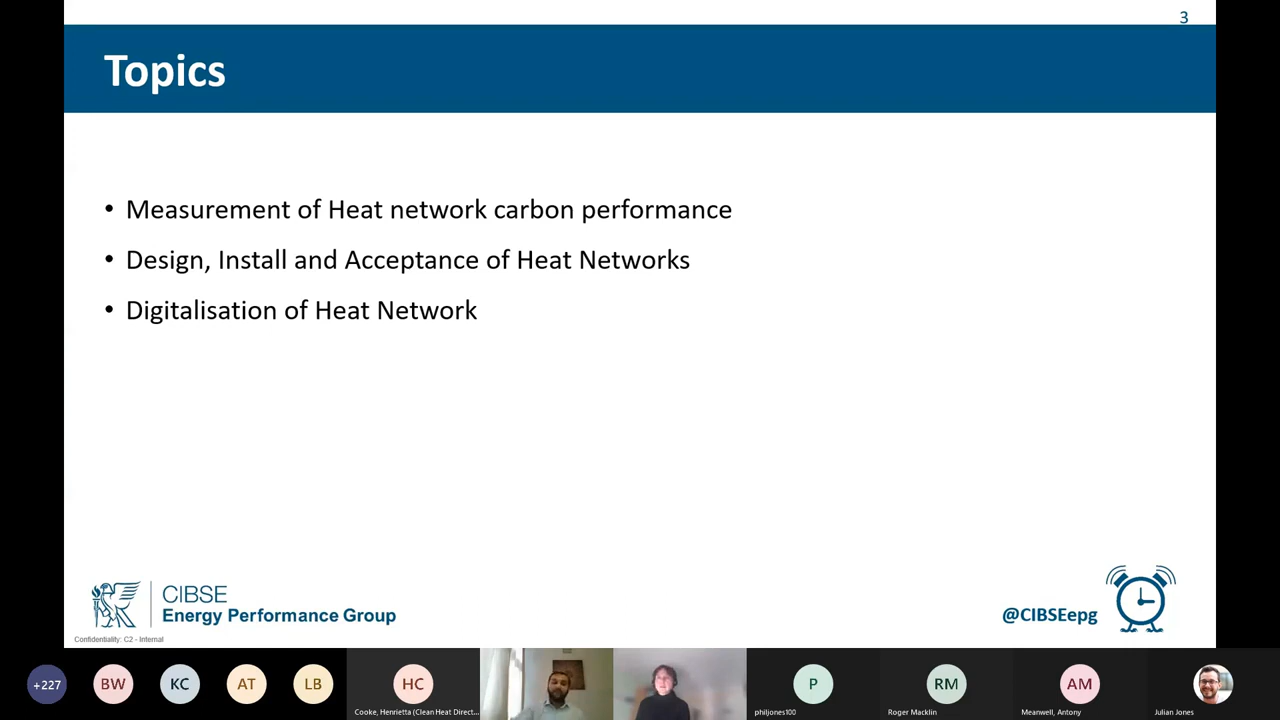 3
Topics
• Measurement of Heat network carbon performance
• Design, Install and Acceptance of Heat Networks
• Digitalisation of Heat Network
CIBSE
Energy Performance Group
@CIBSEepg
Confidentiality: C2 - Internal
+227
BW
KC
AT
LB
HC
P
RM
AM
Cooke, Henrietta (Clean Heat Direct...
philjones100
Roger Macklin
Meanwell, Antony
Julian Jones